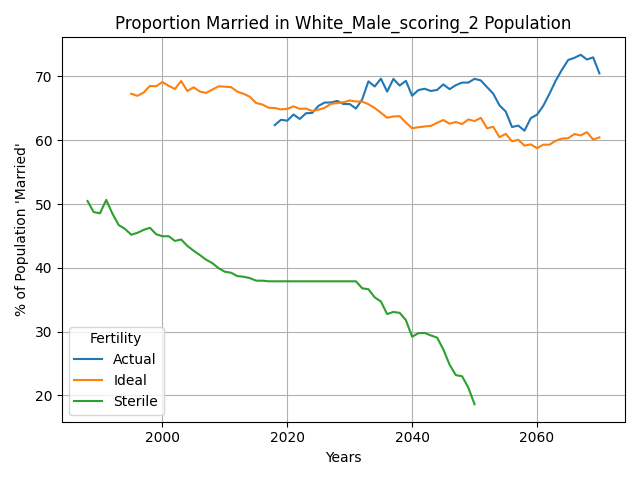 Proportion Married in White_Male_scoring_2 Population
% of Population 'Married'
70
60
50
40
30
20
Fertility
Actual
Ideal
Sterile
2000
2020
2040
2060
Years